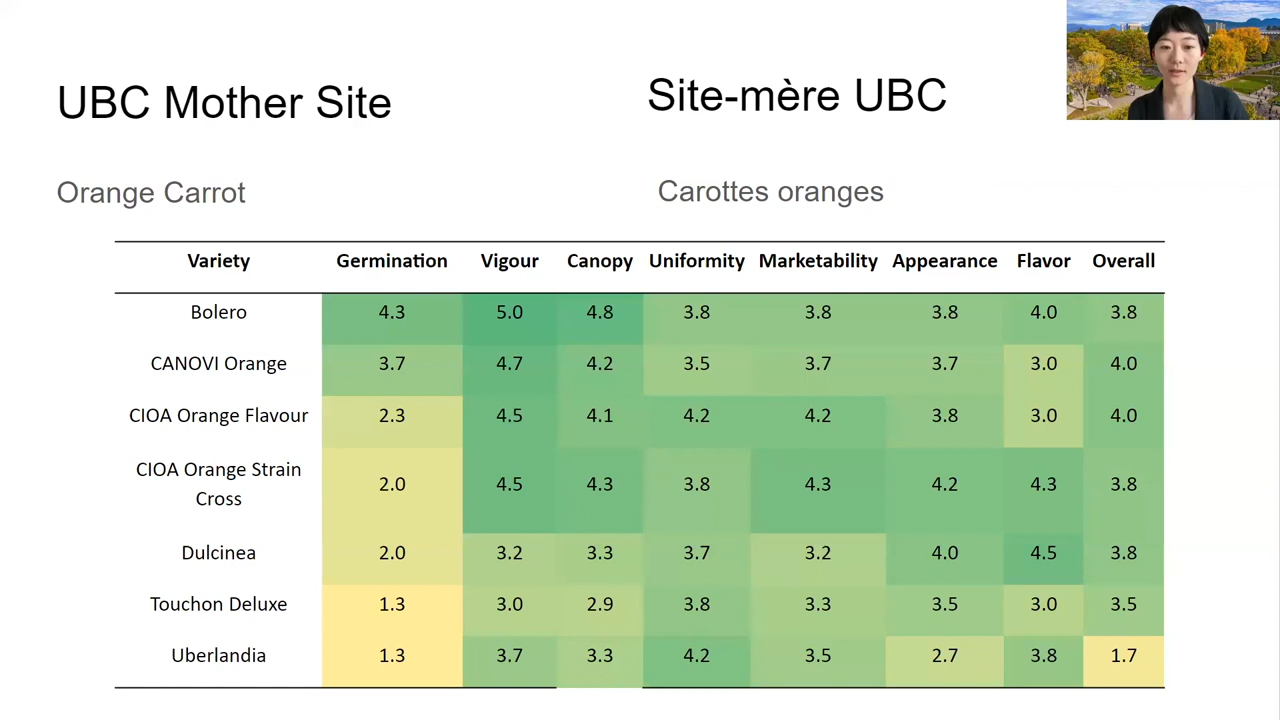 UBC Mother Site
Site-mère UBC
Orange Carrot
Carottes oranges
Variety Germination Vigour Canopy Uniformity Marketability Appearance Flavor Overall
Bolero 4.3 5.0 4.8 3.8 3.8 3.8 4.0 3.8
CANOVI Orange 3.7 4.7 4.2 3.5 3.7 3.7 3.0 4.0
CIOA Orange Flavour 2.3 4.5 4.1 4.2 4.2 3.8 3.0 4.0
CIOA Orange Strain
Cross
2.0 4.5 4.3 3.8 4.3 4.2 4.3 3.8
Dulcinea 2.0 3.2 3.3 3.7 3.2 4.0 4.5 3.8
Touchon Deluxe 1.3 3.0 2.9 3.8 3.3 3.5 3.0 3.5
Uberlandia 1.3 3.7 3.3 4.2 3.5 2.7 3.8 1.7